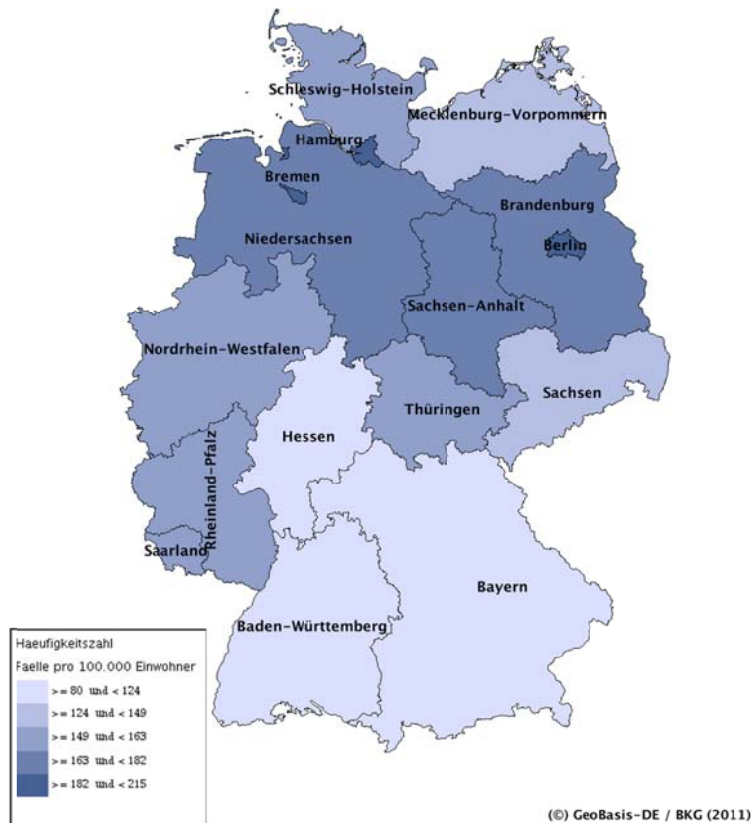 Schleswig-Holstein
Mecklenburg-Vorpommern
Hamburg
Bremen
Brandenburg
Niedersachsen
Berlin
Sachsen-Anhalt
Nordrhein-Westfalen
Sachsen
Thüringen
Hessen
Rheinland-Pfalz
Saarland
Bayern
Baden-Württemberg
Haeufigkeitszahl
Faelle pro 100.000 Einwohner
>= 80 und < 124
>= 124 und < 149
>= 149 und < 163
>= 163 und < 182
>= 182 und < 215
(©) GeoBasis-DE / BKG (2011)